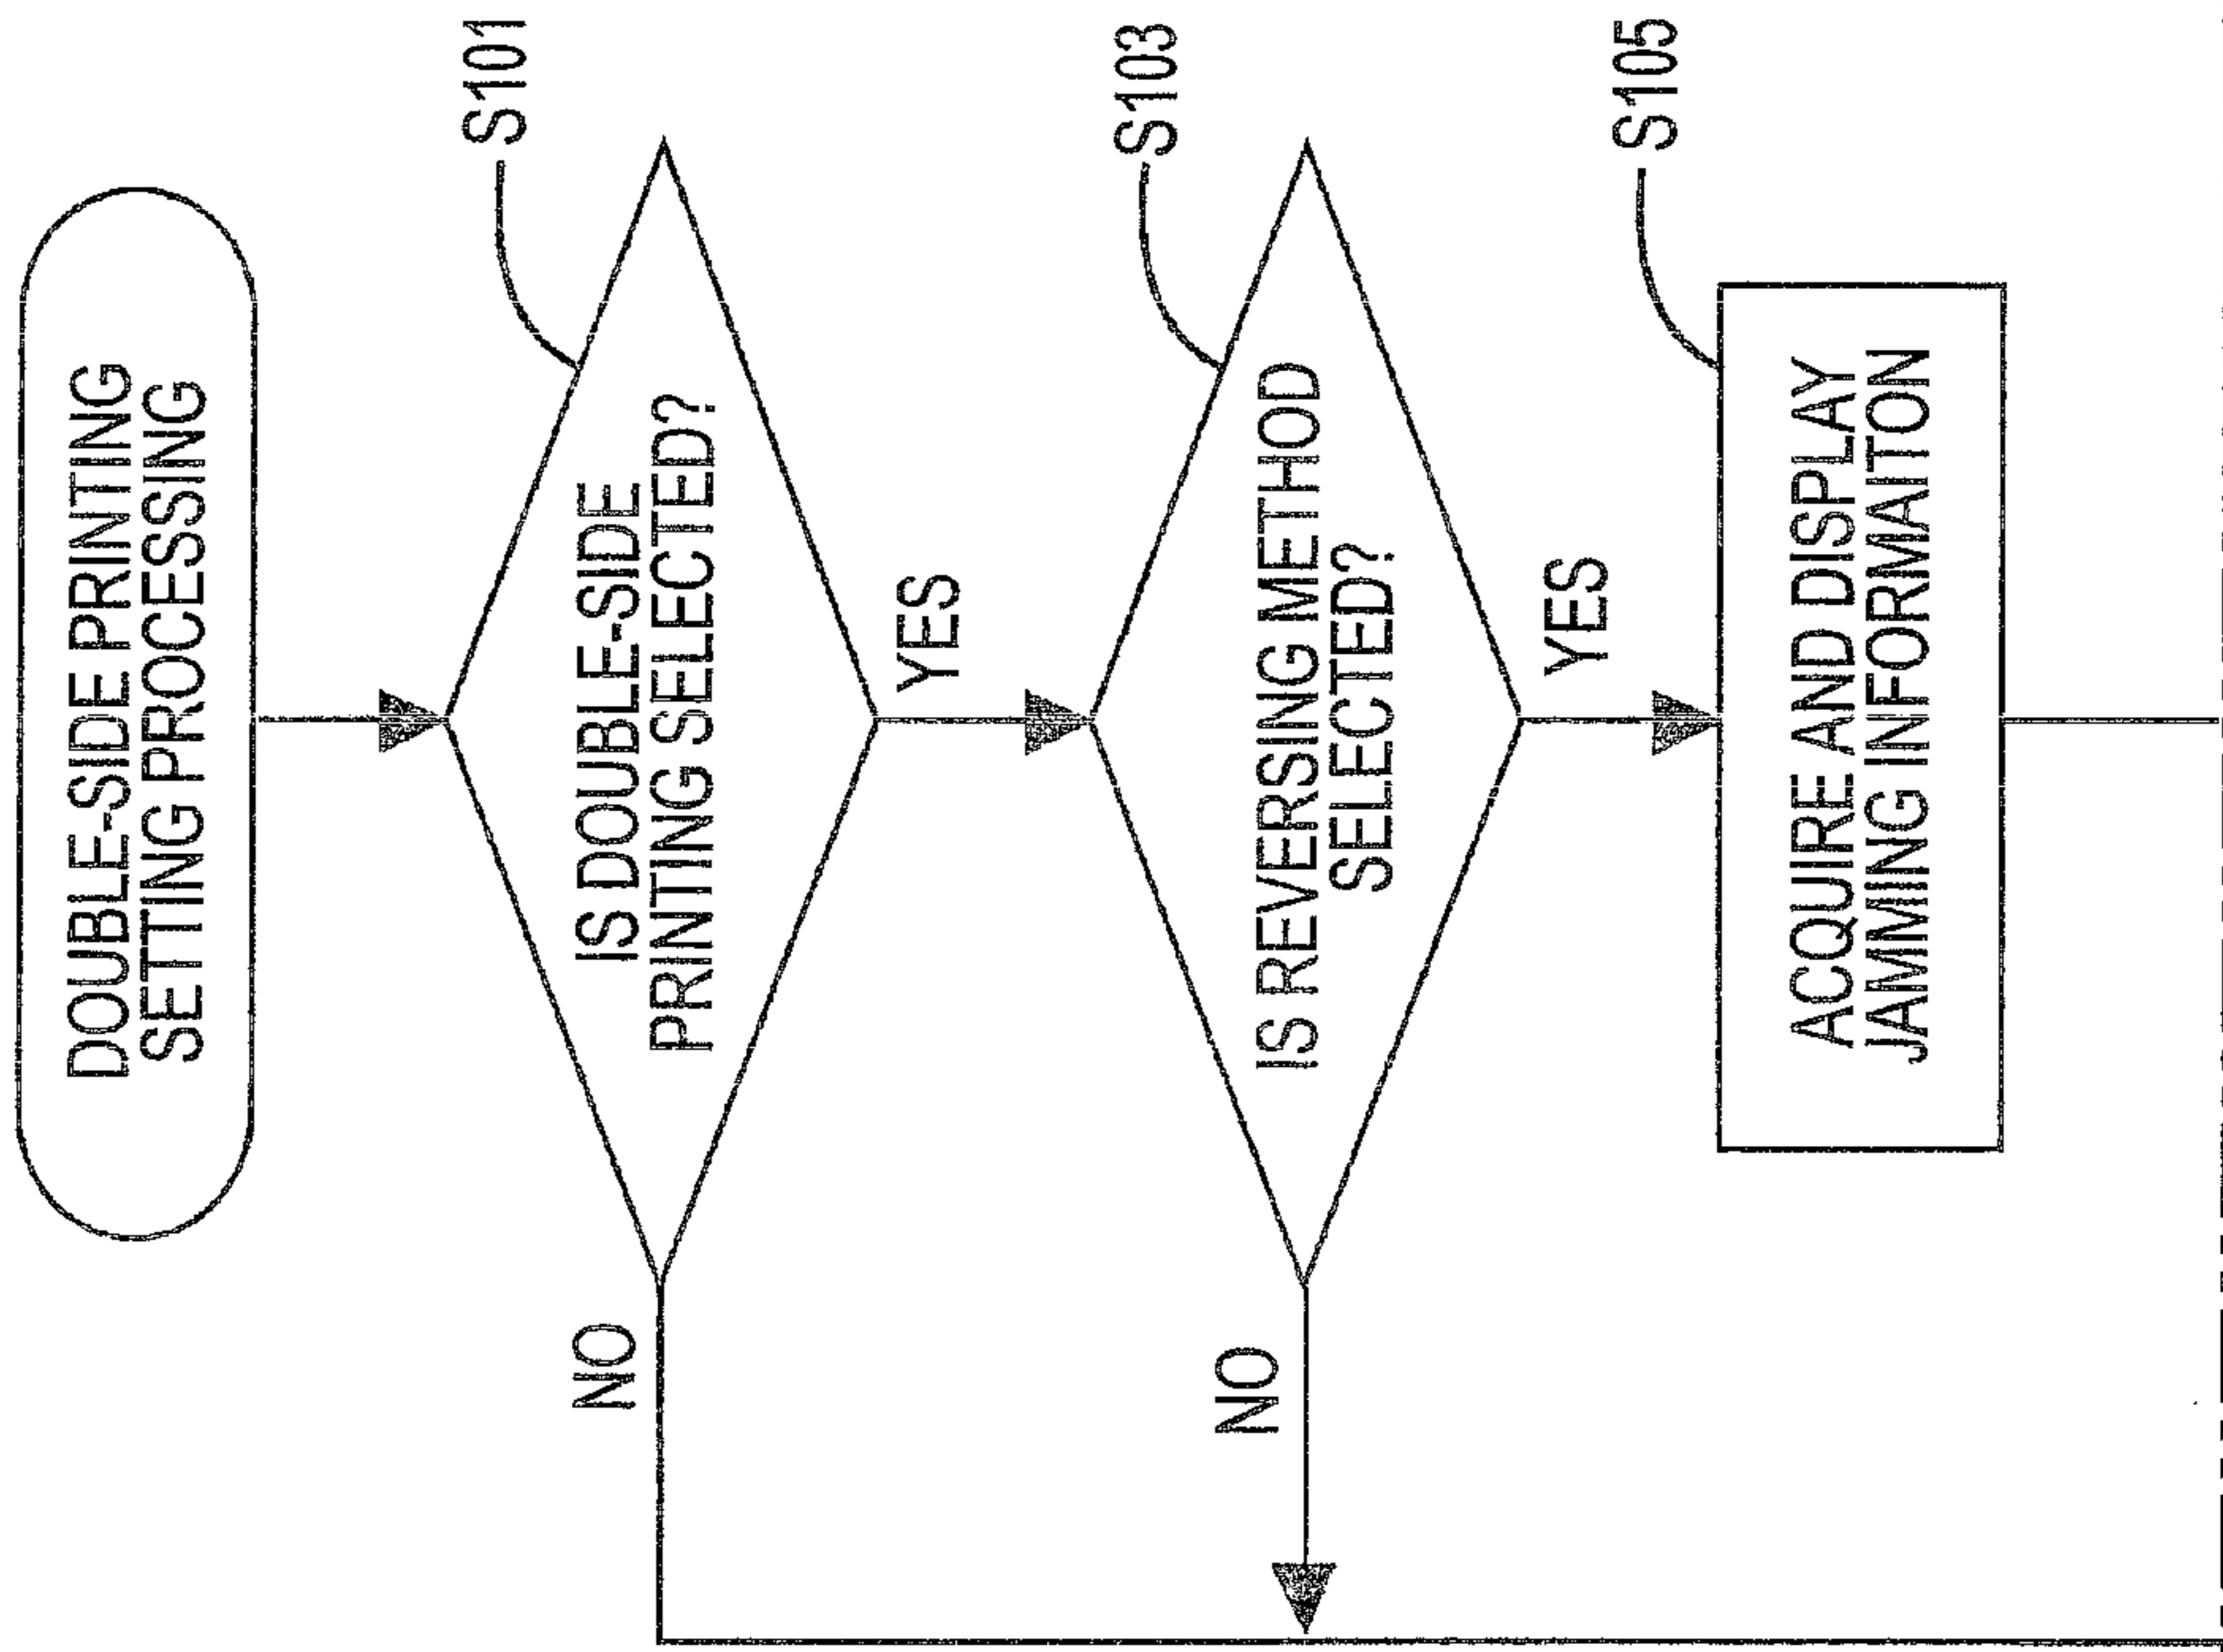 DOUBLE-SIDE PRINTING
SETTING PROCESSING
S101
IS DOUBLE-SIDE
PRINTING SELECTED?
NO
YES
S103
IS REVERSING METHOD
SELECTED?
NO
YES
S105
ACQUIRE AND DISPLAY
JAMMING INFORMAITON